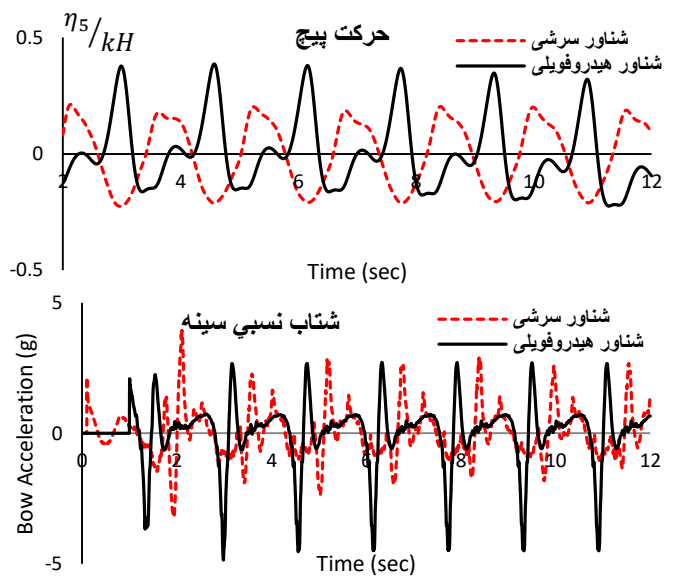 η₅/kH
حرکت پیچ
شناور سرشی
شناور هیدروفویلی
0.5
0
-0.5
2 4 6 8 10 12
Time (sec)
شتاب نسبي سينه
شناور سرشی
شناور هیدروفویلی
Bow Acceleration (g)
5
0
-5
0 2 4 6 8 10 12
Time (sec)